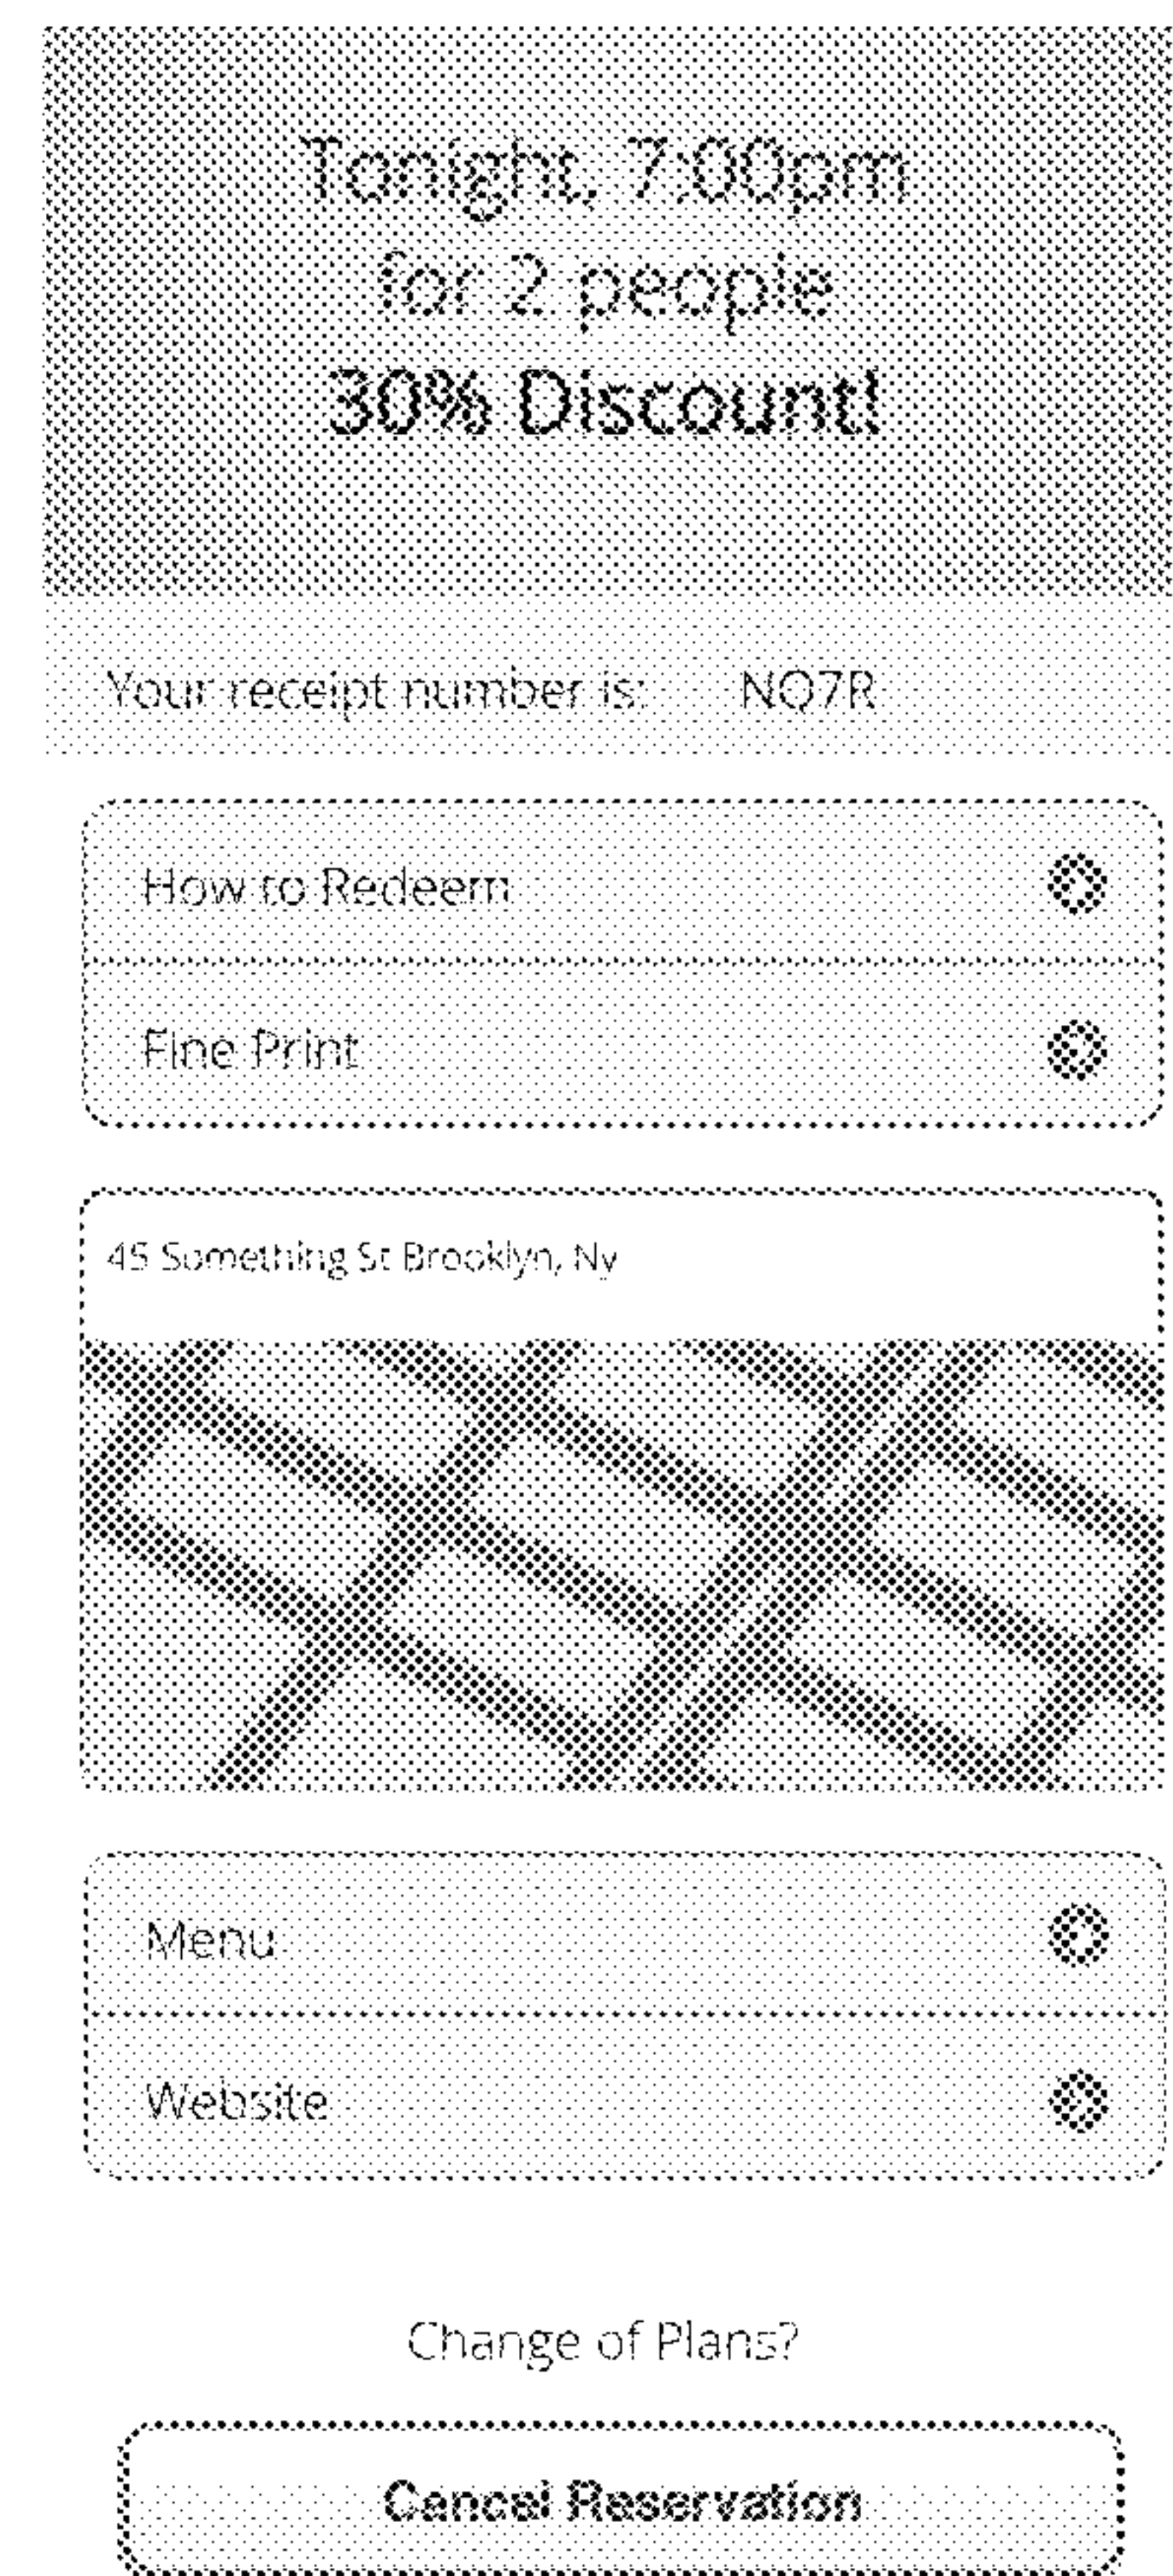 Tonight, 7:00pm
for 2 people
30% Discount!
Your receipt number is: NQ7R
How to Redeem
Fine Print
45 Something St Brooklyn, Ny
Menu
Website
Change of Plans?
Cancel Reservation